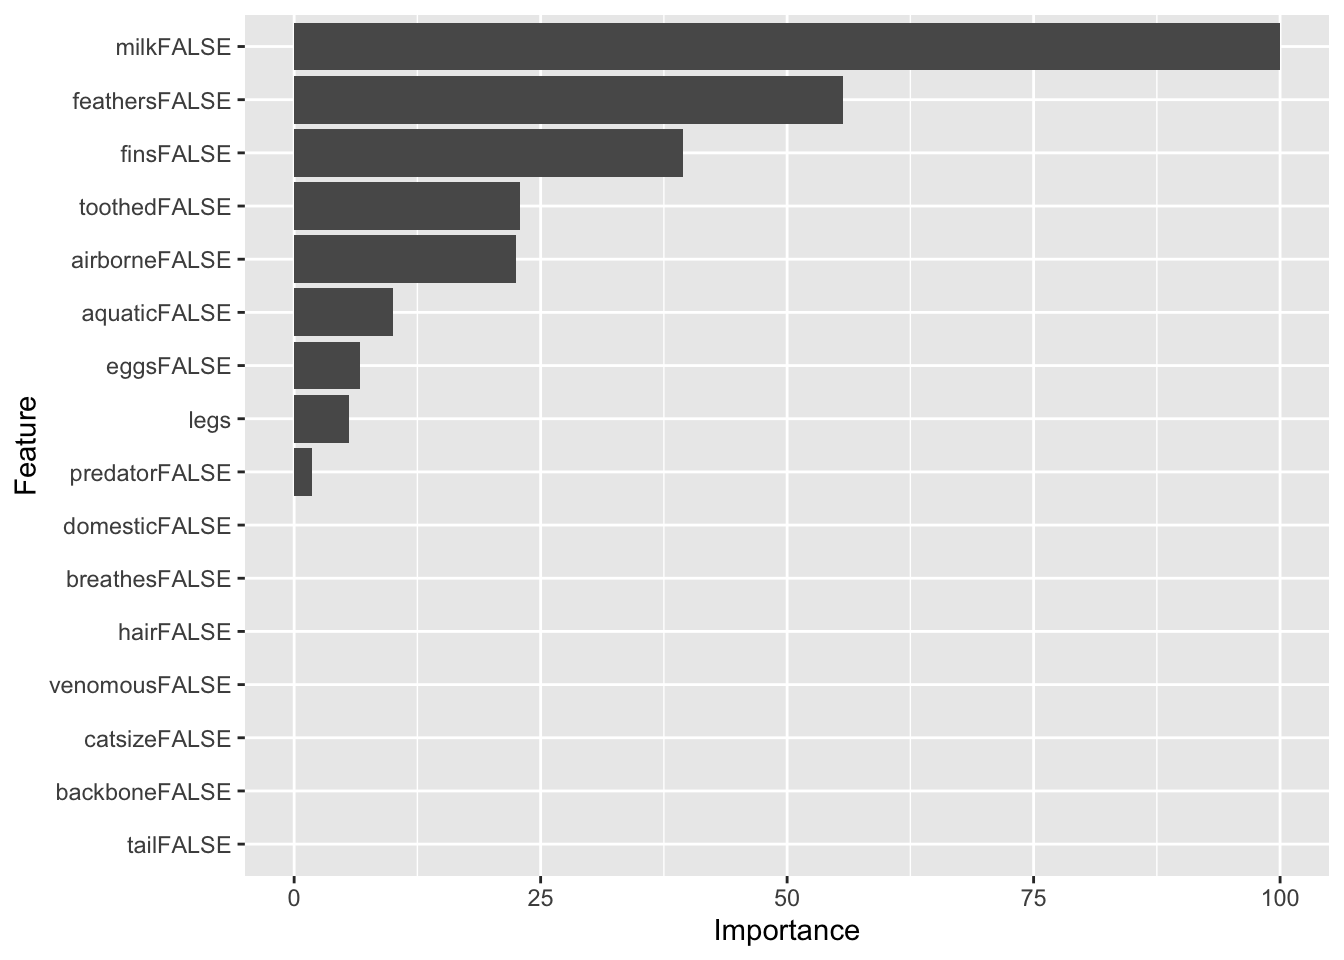 milkFALSE
feathersFALSE
finsFALSE
toothedFALSE
airborneFALSE
aquaticFALSE
eggsFALSE
legs
predatorFALSE
domesticFALSE
breathesFALSE
hairFALSE
venomousFALSE
catsizeFALSE
backboneFALSE
tailFALSE
Feature
0 25 50 75 100
Importance